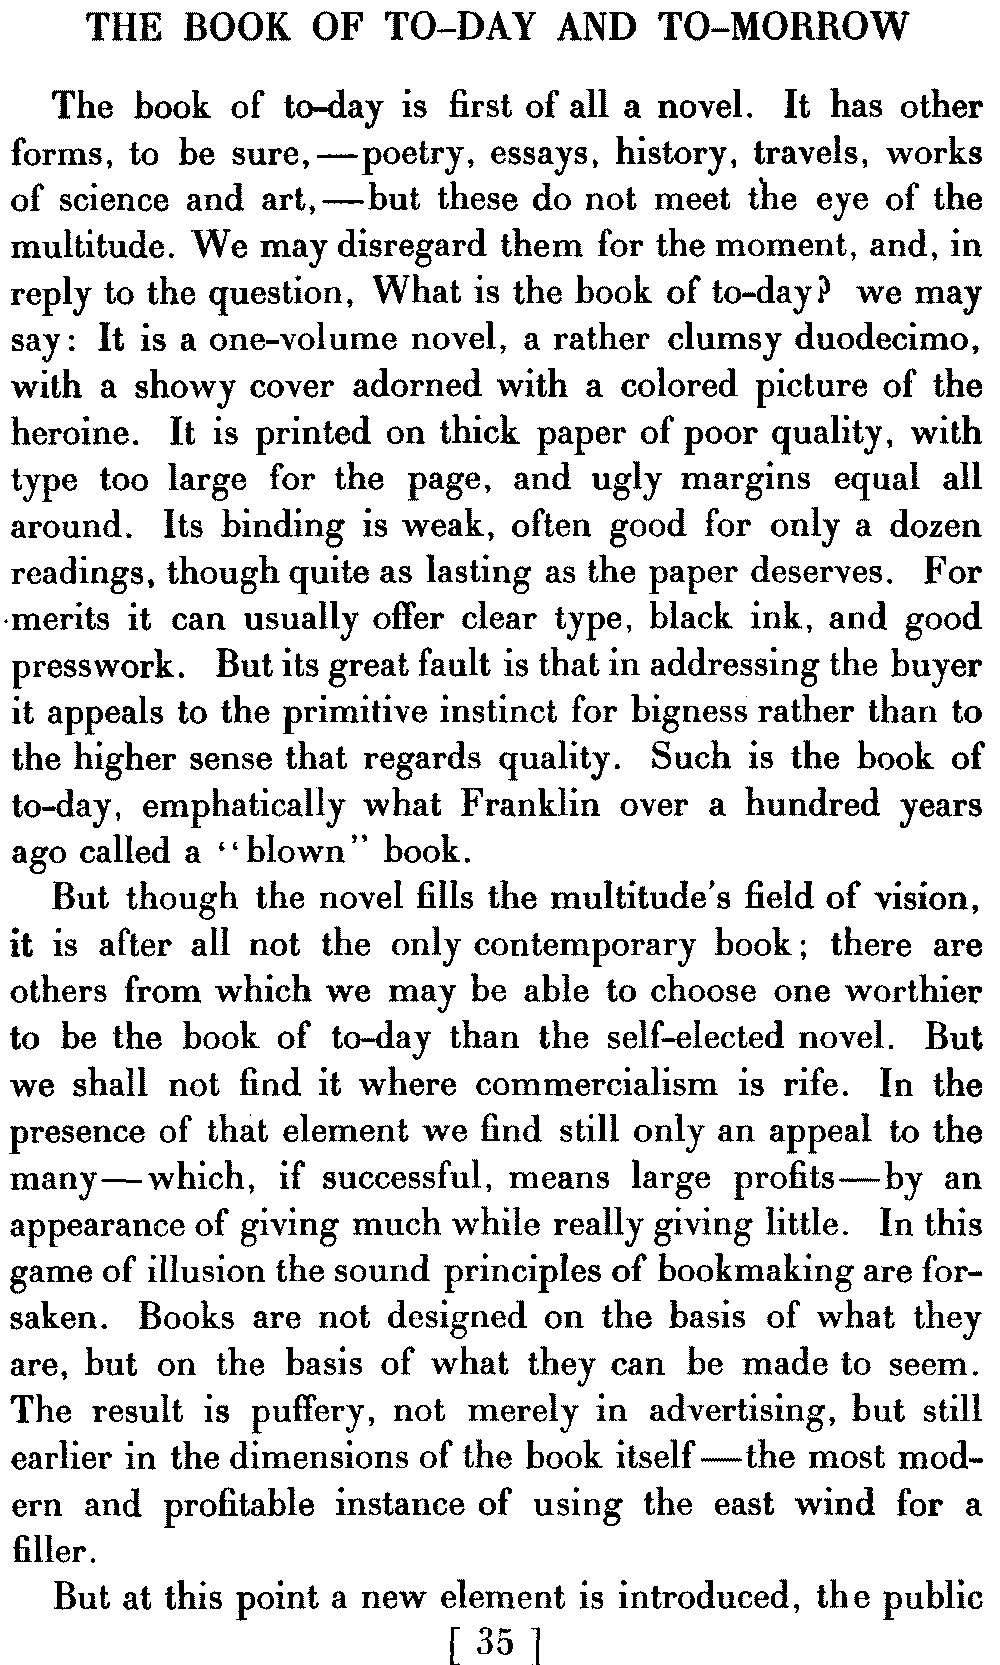 THE BOOK OF TO-DAY AND TO-MORROW
The book of to-day is first of all a novel. It has other
forms, to be sure,—poetry, essays, history, travels, works
of science and art,—but these do not meet the eye of the
multitude. We may disregard them for the moment, and, in
reply to the question, What is the book of to-day? we may
say: It is a one-volume novel, a rather clumsy duodecimo,
with a showy cover adorned with a colored picture of the
heroine. It is printed on thick paper of poor quality, with
type too large for the page, and ugly margins equal all
around. Its binding is weak, often good for only a dozen
readings, though quite as lasting as the paper deserves. For
merits it can usually offer clear type, black ink, and good
presswork. But its great fault is that in addressing the buyer
it appeals to the primitive instinct for bigness rather than to
the higher sense that regards quality. Such is the book of
to-day, emphatically what Franklin over a hundred years
ago called a "blown" book.
But though the novel fills the multitude's field of vision,
it is after all not the only contemporary book; there are
others from which we may be able to choose one worthier
to be the book of to-day than the self-elected novel. But
we shall not find it where commercialism is rife. In the
presence of that element we find still only an appeal to the
many—which, if successful, means large profits—by an
appearance of giving much while really giving little. In this
game of illusion the sound principles of bookmaking are for-
saken. Books are not designed on the basis of what they
are, but on the basis of what they can be made to seem.
The result is puffery, not merely in advertising, but still
earlier in the dimensions of the book itself—the most mod-
ern and profitable instance of using the east wind for a
filler.
But at this point a new element is introduced, the public
[ 35 ]